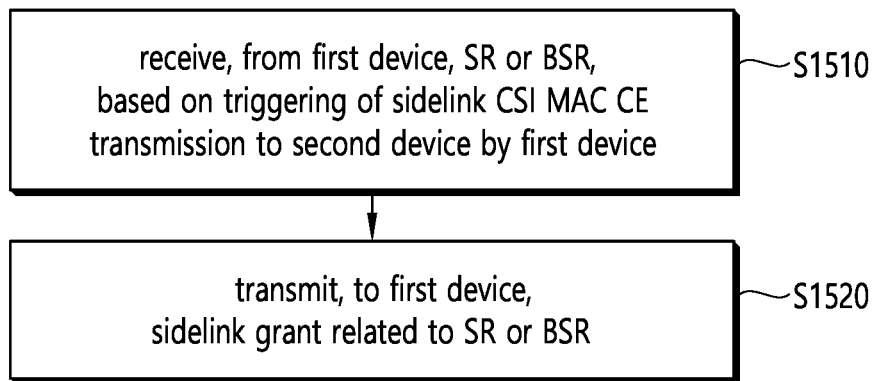 receive, from first device, SR or BSR,
based on triggering of sidelink CSI MAC CE
transmission to second device by first device
S1510
transmit, to first device,
sidelink grant related to SR or BSR
S1520